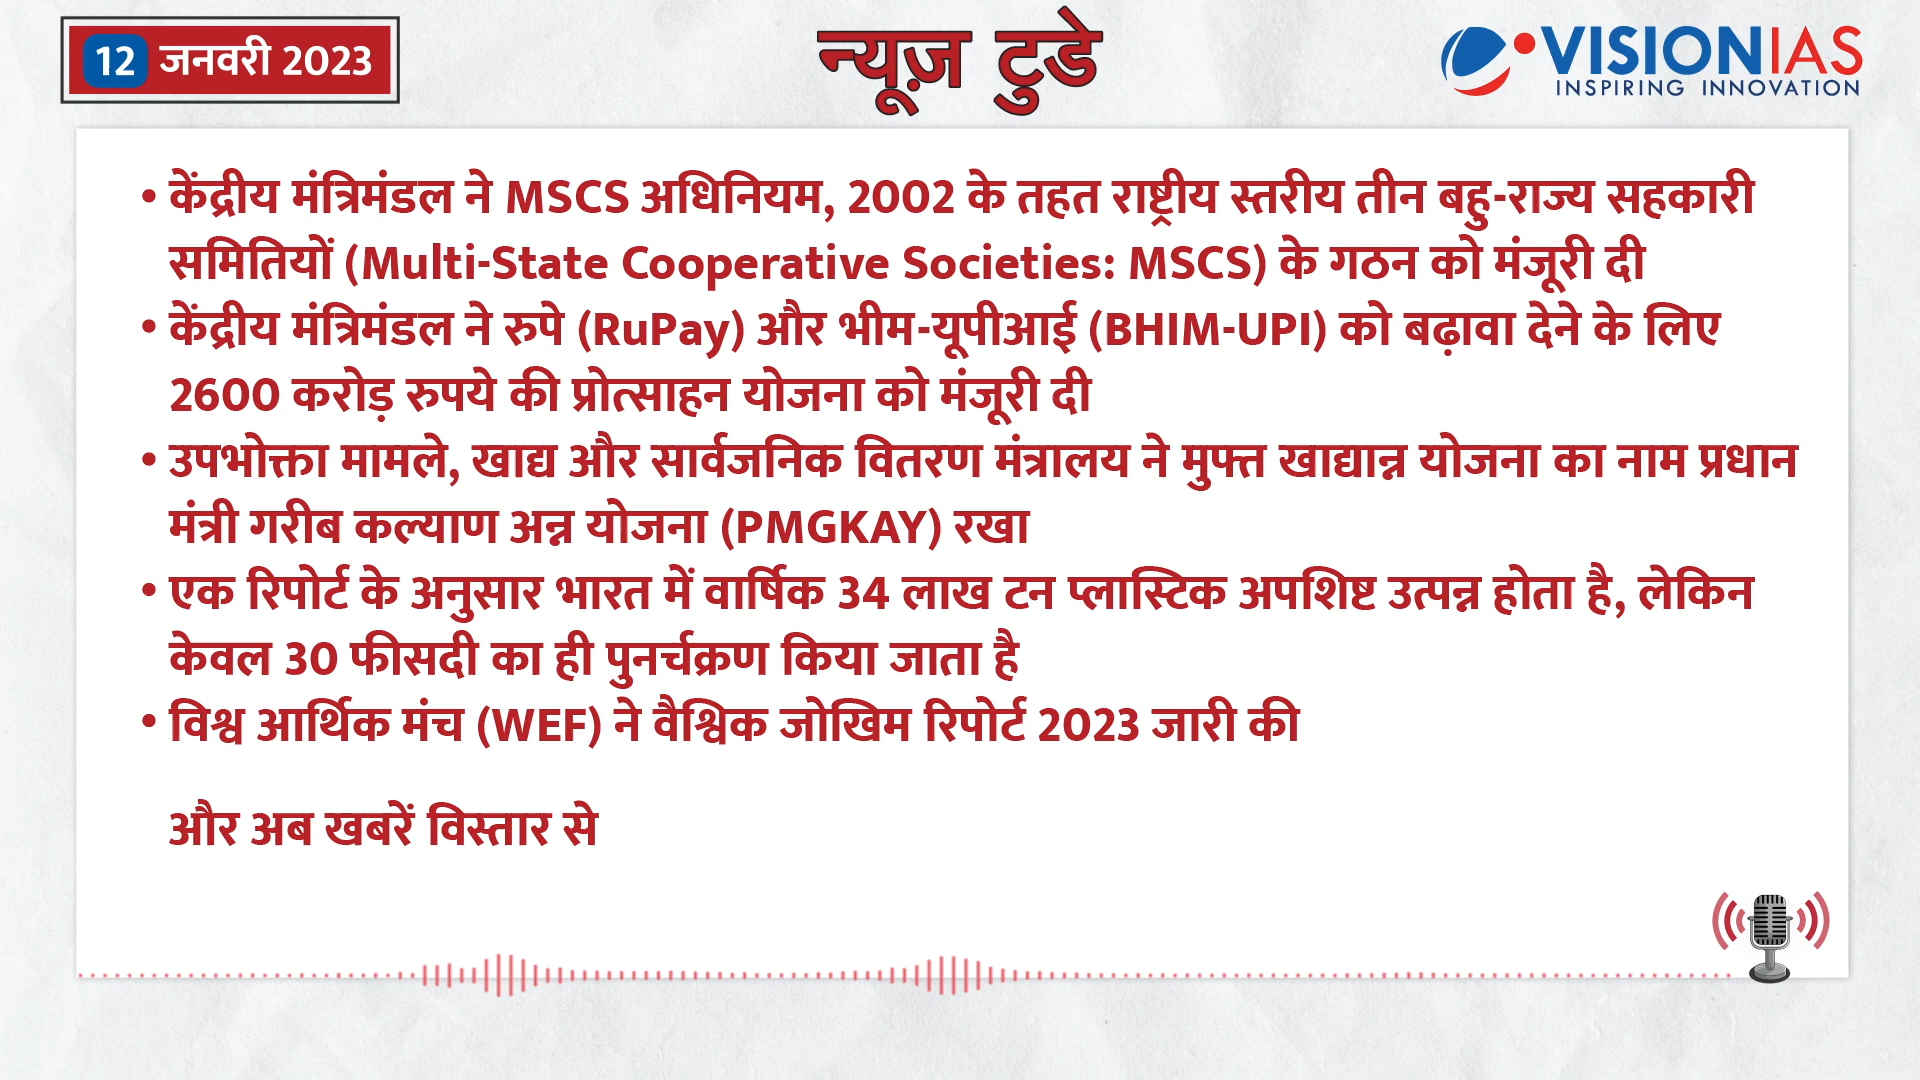 12 जनवरी 2023
न्यूज़ टुडे
VISIONIAS
INSPIRING INNOVATION
• केंद्रीय मंत्रिमंडल ने MSCS अधिनियम, 2002 के तहत राष्ट्रीय स्तरीय तीन बहु-राज्य सहकारी
समितियों (Multi-State Cooperative Societies: MSCS) के गठन को मंजूरी दी
• केंद्रीय मंत्रिमंडल ने रुपे (RuPay) और भीम-यूपीआई (BHIM-UPI) को बढ़ावा देने के लिए
2600 करोड़ रुपये की प्रोत्साहन योजना को मंजूरी दी
• उपभोक्ता मामले, खाद्य और सार्वजनिक वितरण मंत्रालय ने मुफ्त खाद्यान्न योजना का नाम प्रधान
मंत्री गरीब कल्याण अन्न योजना (PMGKAY) रखा
• एक रिपोर्ट के अनुसार भारत में वार्षिक 34 लाख टन प्लास्टिक अपशिष्ट उत्पन्न होता है, लेकिन
केवल 30 फीसदी का ही पुनर्चक्रण किया जाता है
• विश्व आर्थिक मंच (WEF) ने वैश्विक जोखिम रिपोर्ट 2023 जारी की
और अब खबरें विस्तार से